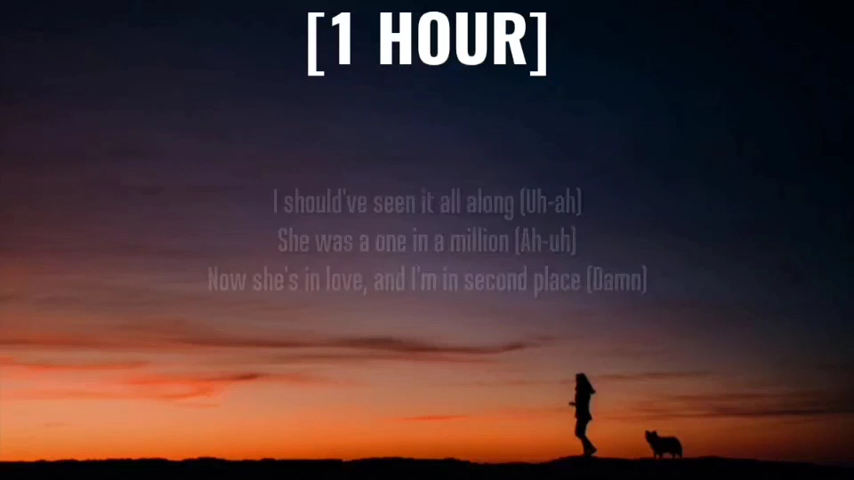 [1 HOUR]
I should've seen it all along (Uh-ah)
She was a one in a million (Ah-uh)
Now she's in love, and I'm in second place (Damn)